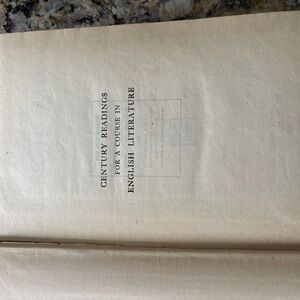 CENTURY READINGS
FOR A COURSE IN
ENGLISH LITERATURE